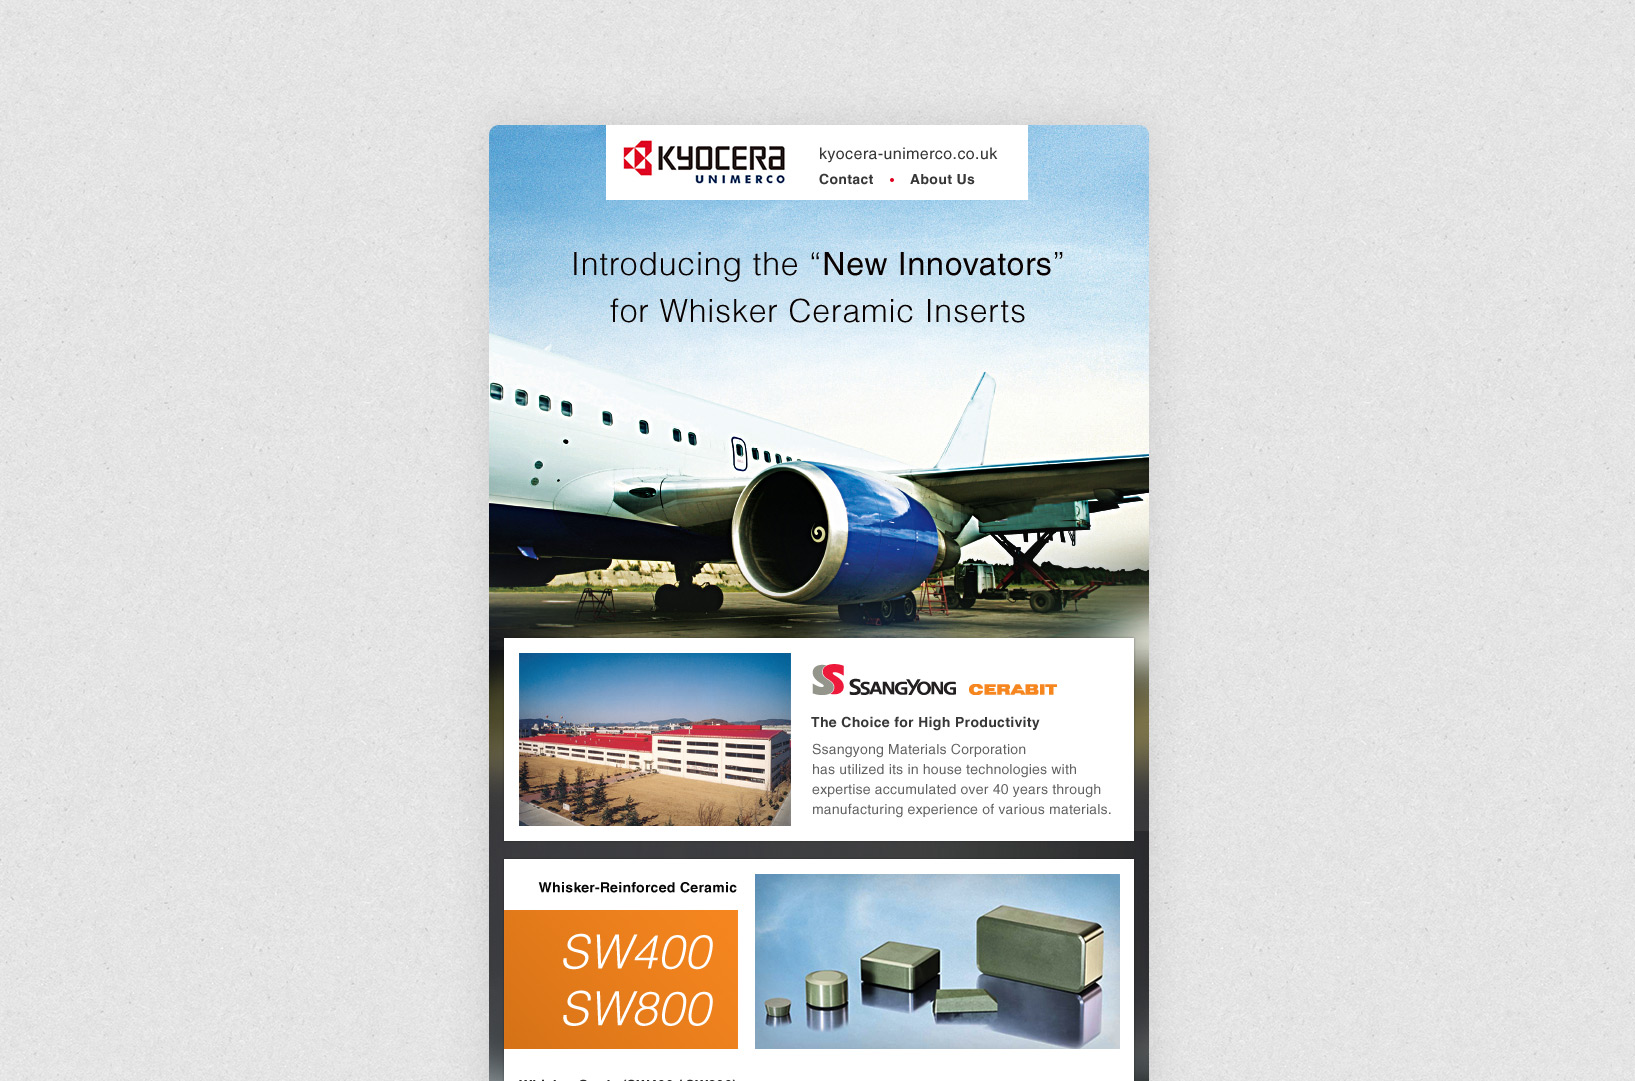 KYOCERA
UNIMERCO
kyocera-unimerco.co.uk
Contact • About Us
Introducing the “New Innovators”
for Whisker Ceramic Inserts
SSANGYONG CERABIT
The Choice for High Productivity
Ssangyong Materials Corporation
has utilized its in house technologies with
expertise accumulated over 40 years through
manufacturing experience of various materials.
Whisker-Reinforced Ceramic
SW400
SW800